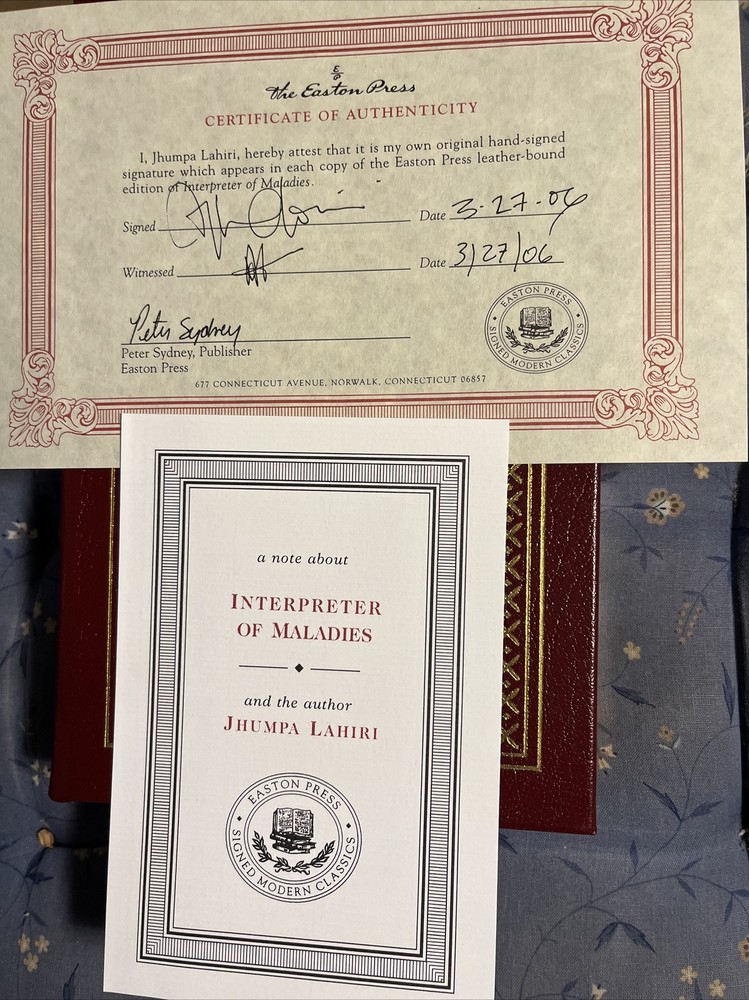 E
P
the Easton Press
CERTIFICATE OF AUTHENTICITY
I, Jhumpa Lahiri, hereby attest that it is my own original hand-signed
signature which appears in each copy of the Easton Press leather-bound
edition of Interpreter of Maladies.
Signed
Date 3-27-06
Witnessed
Date 3/27/06
Peter Sydney
Peter Sydney, Publisher
Easton Press
EASTON PRESS
SIGNED MODERN CLASSICS
677 CONNECTICUT AVENUE, NORWALK, CONNECTICUT 06857
a note about
INTERPRETER
OF MALADIES
and the author
JHUMPA LAHIRI
EASTON PRESS
SIGNED MODERN CLASSICS